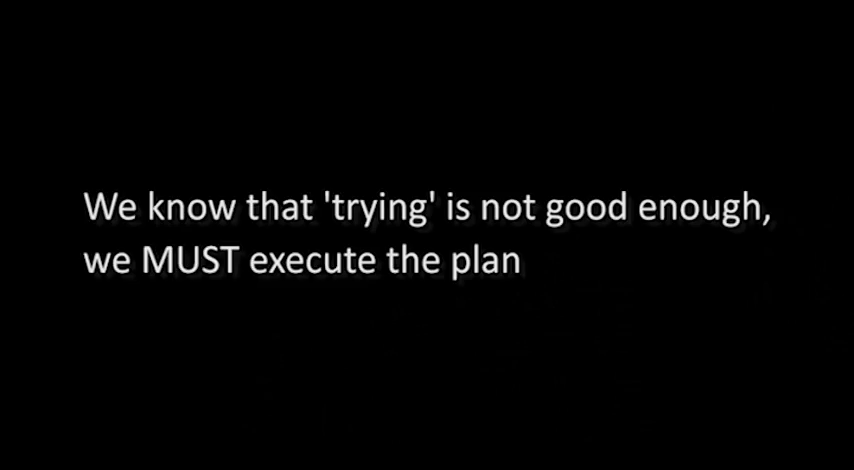 We know that 'trying' is not good enough,
we MUST execute the plan